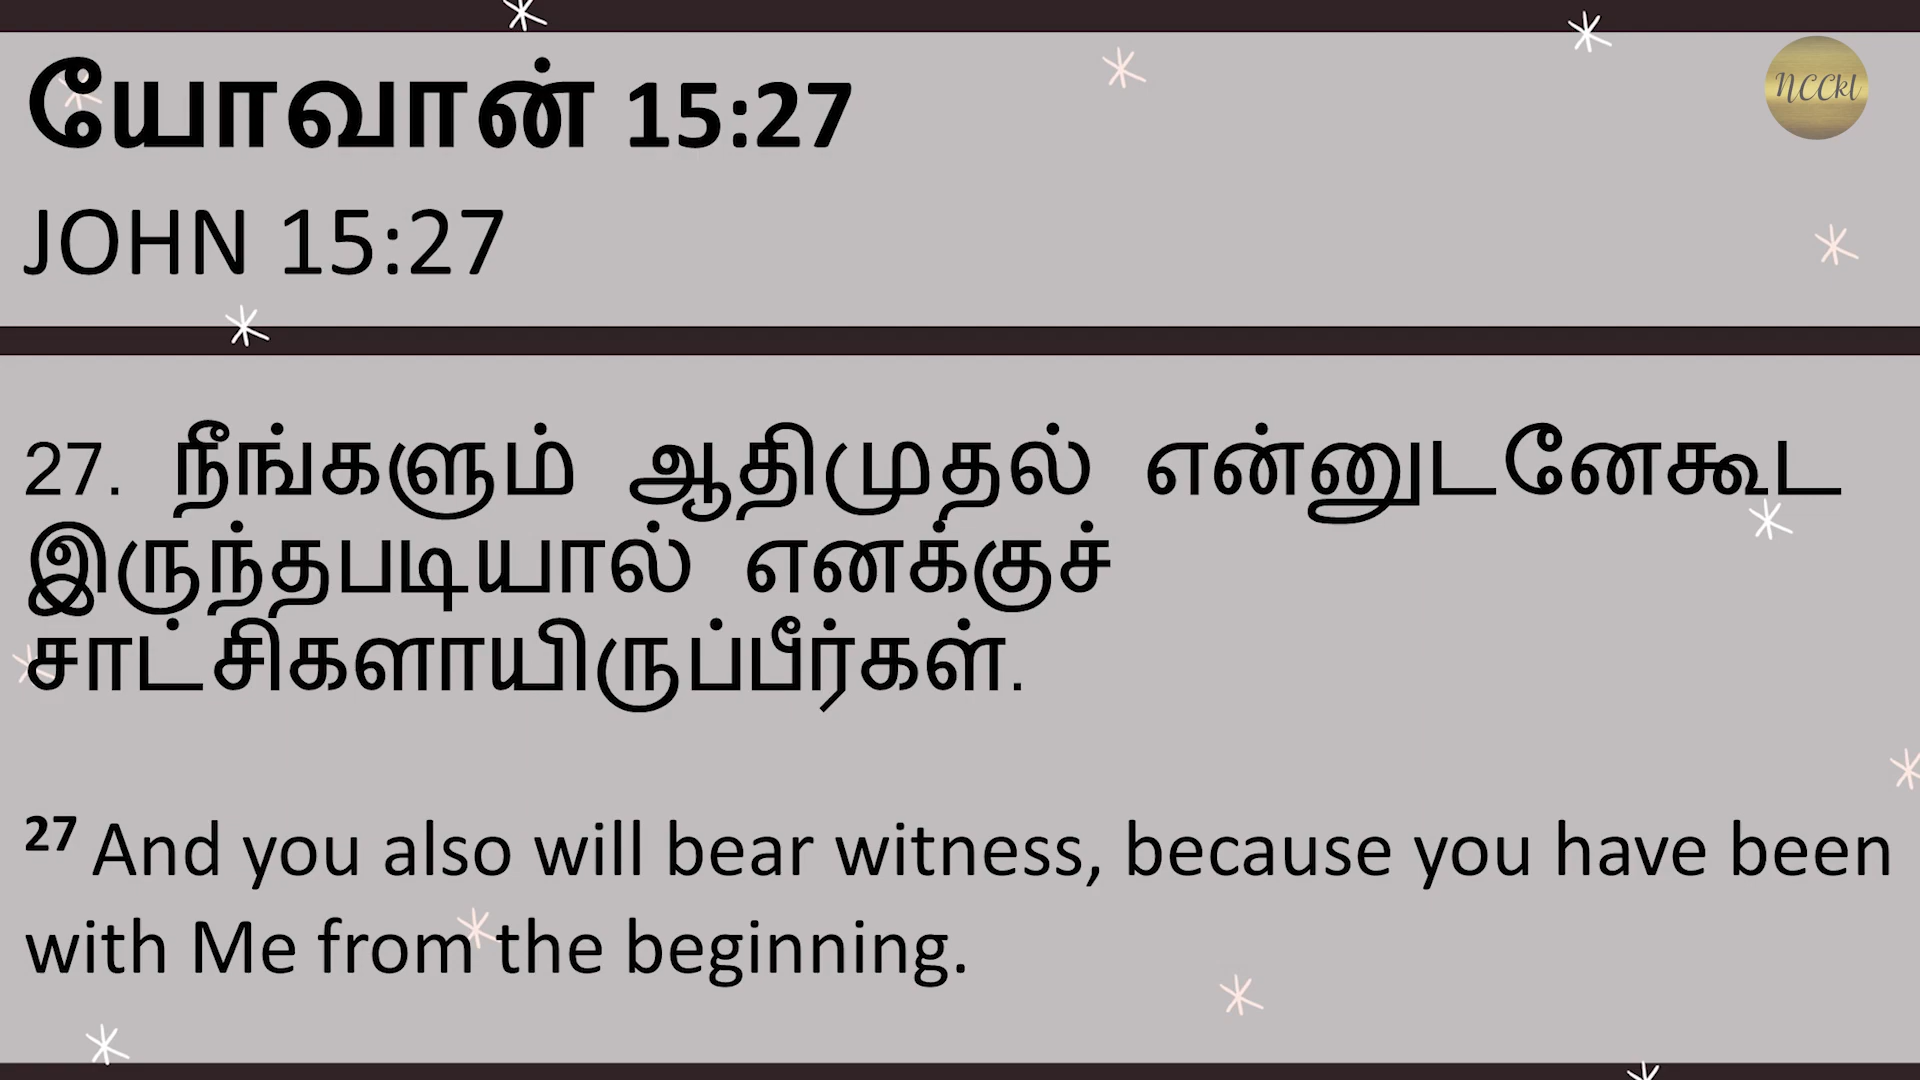 யோவான் 15:27
NCCkl
JOHN 15:27
27. நீங்களும் ஆதிமுதல் என்னுடனேகூட
இருந்தபடியால் எனக்குச்
சாட்சிகளாயிருப்பீர்கள்.
27 And you also will bear witness, because you have been
with Me from the beginning.